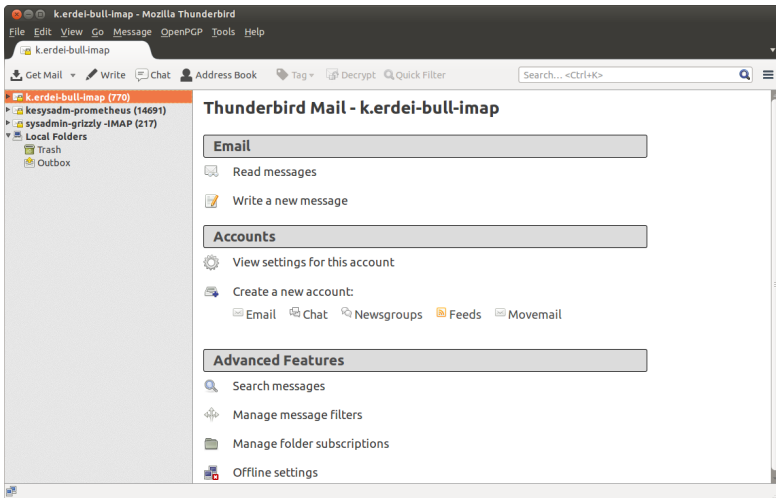 k.erdei-bull-imap - Mozilla Thunderbird
File Edit View Go Message OpenPGP Tools Help
k.erdei-bull-imap
Get Mail Write Chat Address Book Tag Decrypt Quick Filter Search... <Ctrl+K>
k.erdei-bull-imap (770)
kesysadm-prometheus (14691)
sysadmin-grizzly -IMAP (217)
Local Folders
Trash
Outbox
Thunderbird Mail - k.erdei-bull-imap
Email
Read messages
Write a new message
Accounts
View settings for this account
Create a new account:
Email Chat Newsgroups Feeds Movemail
Advanced Features
Search messages
Manage message filters
Manage folder subscriptions
Offline settings